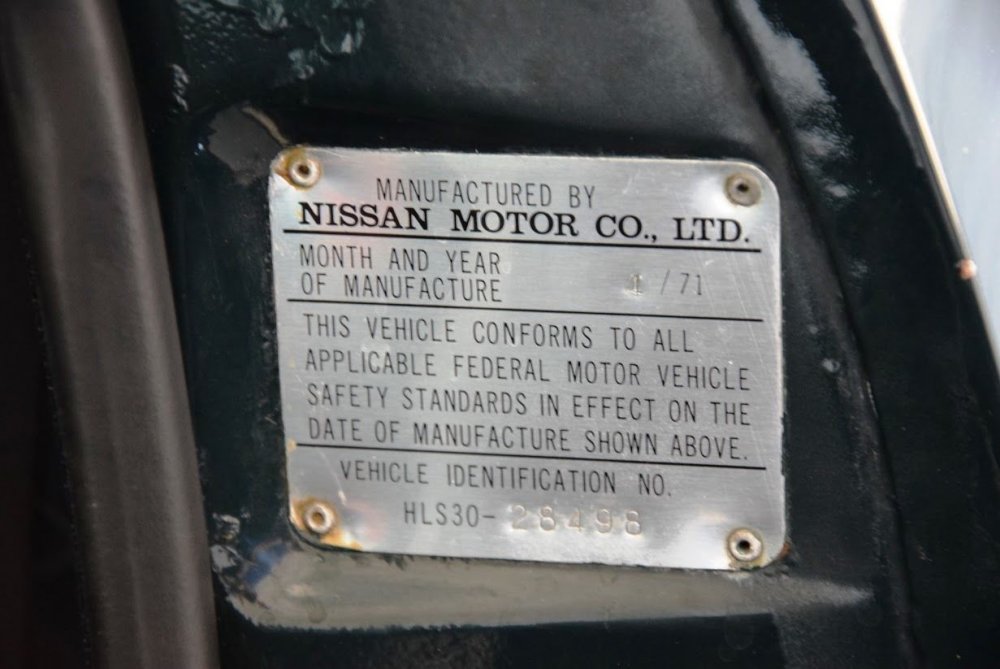 MANUFACTURED BY
NISSAN MOTOR CO., LTD.
MONTH AND YEAR
OF MANUFACTURE 1/71
THIS VEHICLE CONFORMS TO ALL
APPLICABLE FEDERAL MOTOR VEHICLE
SAFETY STANDARDS IN EFFECT ON THE
DATE OF MANUFACTURE SHOWN ABOVE.
VEHICLE IDENTIFICATION NO.
HLS30-28498